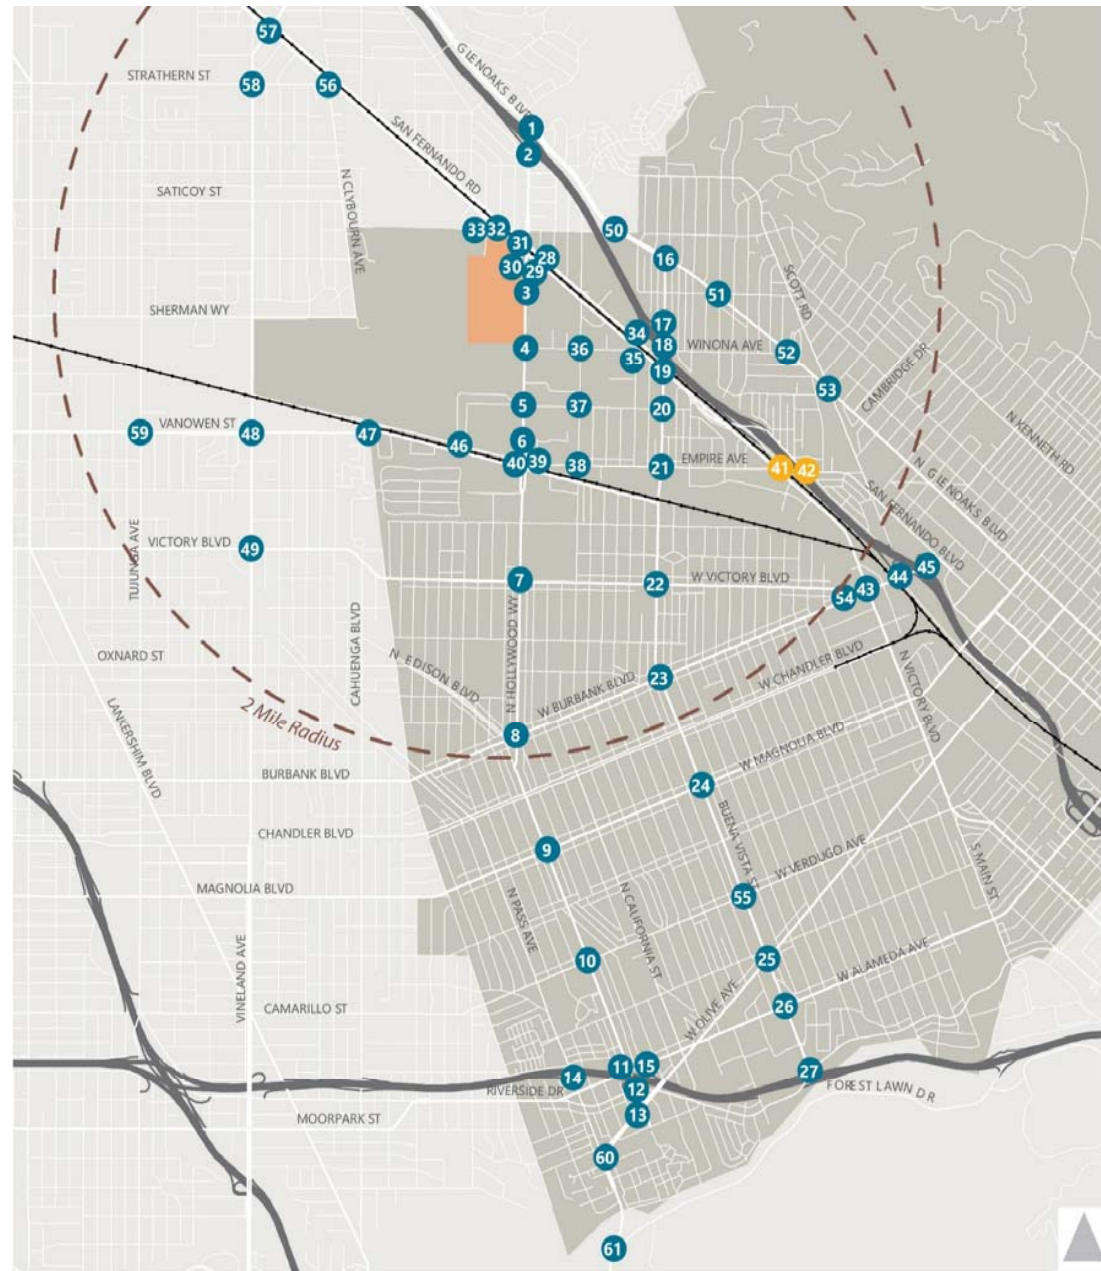 57
STRATHERN ST
58
56
GlENOAKS BLVD
1
2
SAN FERNANDO RD
SATICOY ST
N CLYBOURN AVE
33
32
31
50
30
28
29
16
3
51
SCOTT RD
SHERMAN WY
17
34
18
WINONA AVE
4
36
35
19
52
53
CAMBRIDGE DR
5
37
20
N KENNETH RD
VANOWEN ST
59
48
47
46
6
40
39
38
21
EMPIRE AVE
41
42
N GlENOAKS BLVD
SAN FERNANDO BLVD
TUJUNGA AVE
VICTORY BLVD
49
7
22
W VICTORY BLVD
54
43
44
45
CAHUENGA BLVD
N HOLLYWOOD WY
OXNARD ST
N EDISON BLVD
W BURBANK BLVD
23
W CHANDLER BLVD
N VICTORY BLVD
LANKERSHIM BLVD
2 Mile Radius
8
W MAGNOLIA BLVD
BURBANK BLVD
24
BUENA VISTA ST
CHANDLER BLVD
9
W VERDUGO AVE
S MAIN ST
MAGNOLIA BLVD
N PASS AVE
N CALIFORNIA ST
55
VINELAND AVE
10
25
W ALAMEDA AVE
CAMARILLO ST
W OLIVE AVE
26
11
15
14
RIVERSIDE DR
12
27
FOREST LAWN DR
MOORPARK ST
13
60
61